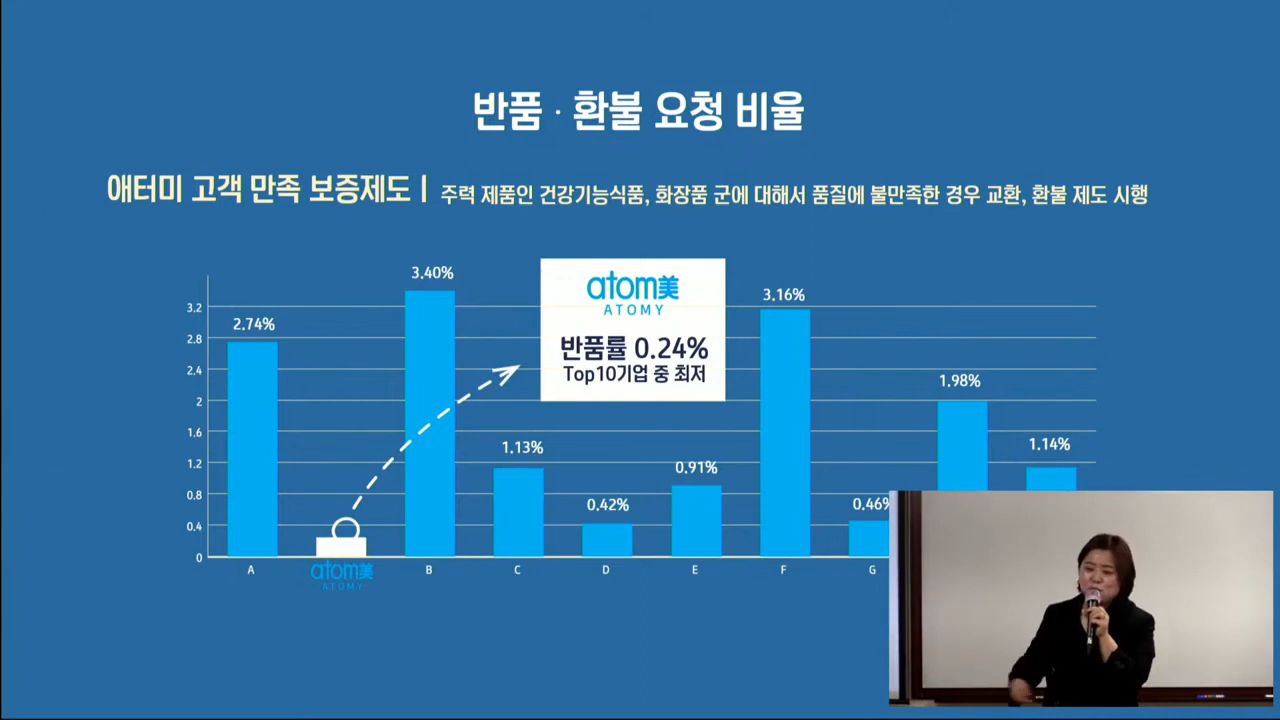 반품 · 환불 요청 비율
애터미 고객 만족 보증제도 | 주력 제품인 건강기능식품, 화장품 군에 대해서 품질에 불만족한 경우 교환, 환불 제도 시행
atom美
ATOMY
반품률 0.24%
Top10기업 중 최저
3.2
2.8
2.4
2
1.6
1.2
0.8
0.4
0
2.74%
3.40%
1.13%
0.42%
0.91%
3.16%
0.46%
1.98%
1.14%
A
atom美
ATOMY
B
C
D
E
F
G